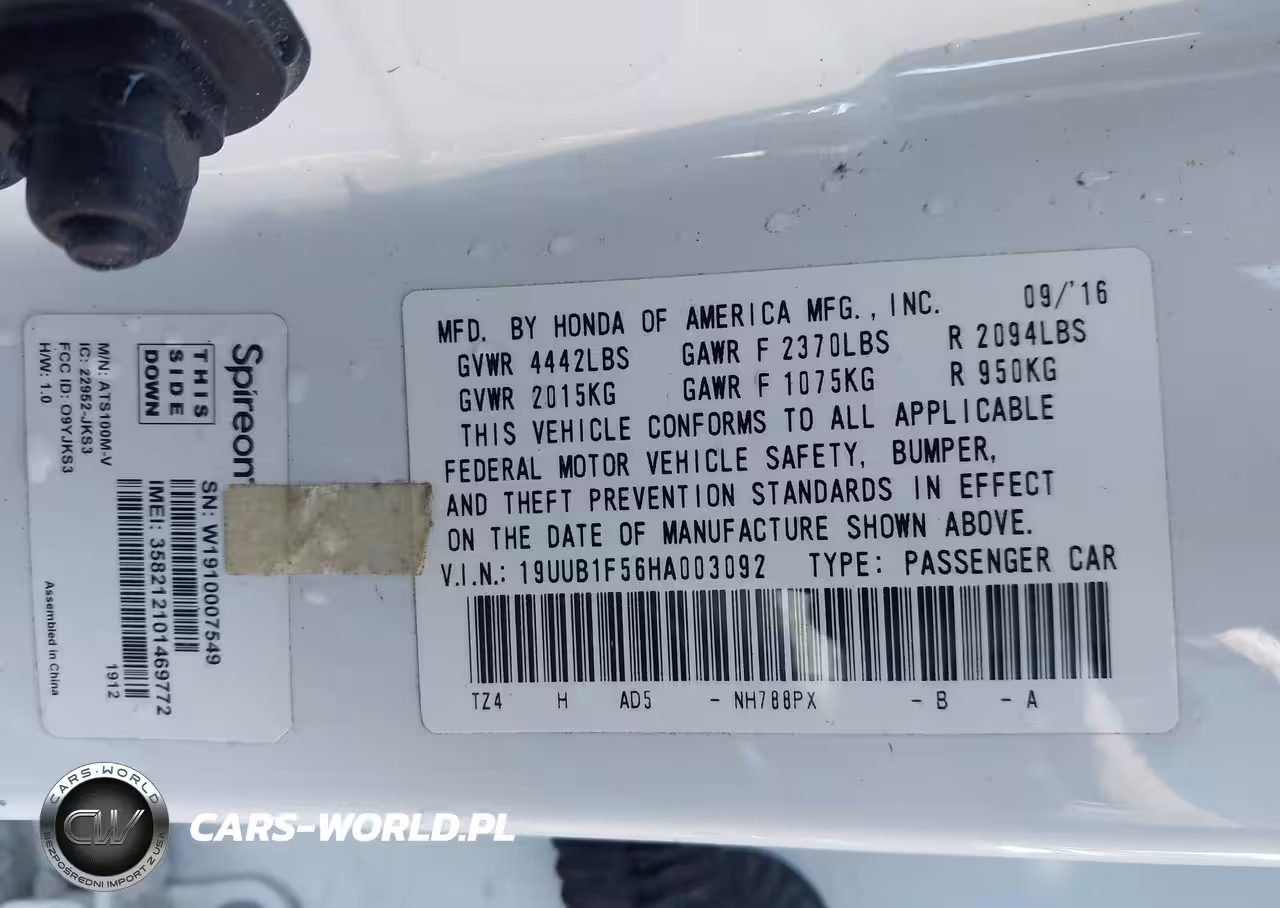 MFD. BY HONDA OF AMERICA MFG., INC. 09/'16
GVWR 4442LBS GAWR F 2370LBS R 2094LBS
GVWR 2015KG GAWR F 1075KG R 950KG
THIS VEHICLE CONFORMS TO ALL APPLICABLE
FEDERAL MOTOR VEHICLE SAFETY, BUMPER,
AND THEFT PREVENTION STANDARDS IN EFFECT
ON THE DATE OF MANUFACTURE SHOWN ABOVE.
V.I.N.: 19UUB1F56HA003092 TYPE: PASSENGER CAR
TZ4 H AD5 - NH788PX - B - A
Spireon
THIS
SIDE
DOWN
M/N: ATS100M-V
IC: 22952-JKS3
FCC ID: O9YJKS3
H/W: 1.0
SN: W1910007549
IMEI: 358212101469772
1912
Assembled in China
CARS-WORLD
CW
BEZPOŚREDNI IMPORT Z USA
CARS-WORLD.PL